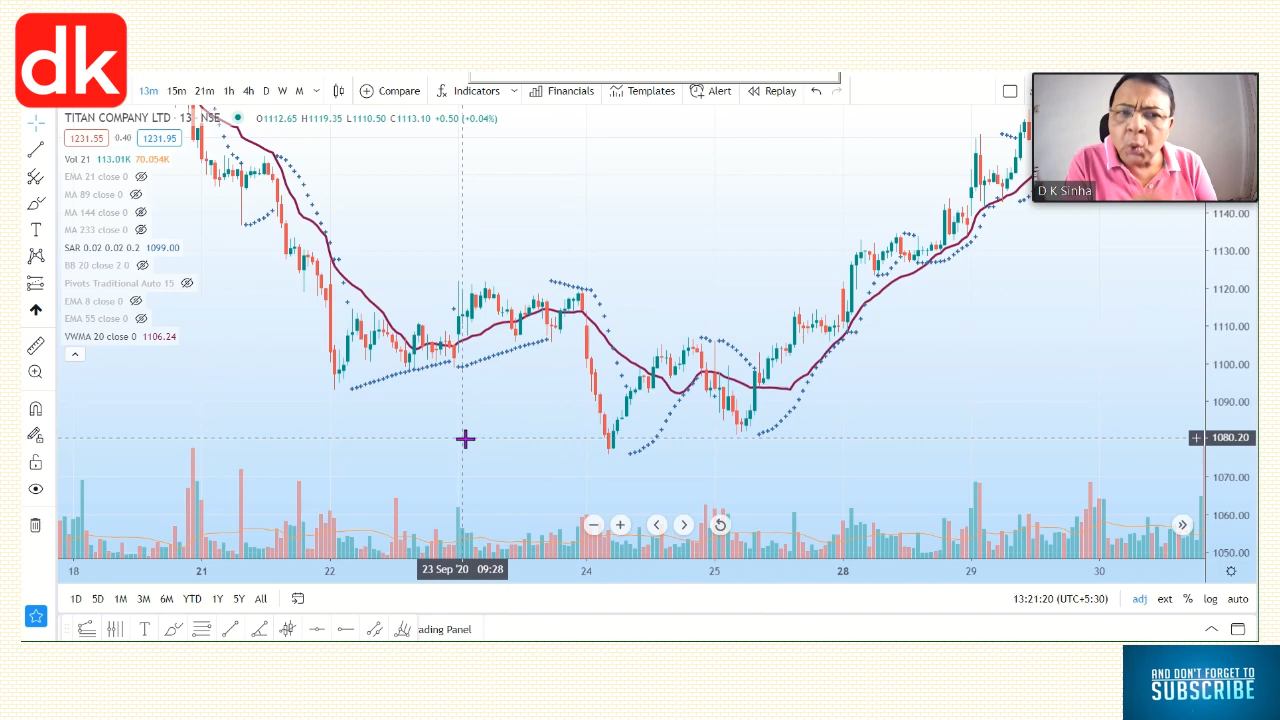 dk
13m 15m 21m 1h 4h D W M Compare Indicators Financials Templates Alert Replay
TITAN COMPANY LTD · 13 · NSE O1112.65 H1119.35 L1110.50 C1113.10 +0.50 (+0.04%)
1231.55 0.40 1231.95
Vol 21 113.01K 70.054K
EMA 21 close 0
MA 89 close 0
MA 144 close 0
MA 233 close 0
SAR 0.02 0.02 0.2 1099.00
BB 20 close 2 0
Pivots Traditional Auto 15
EMA 8 close 0
EMA 55 close 0
VWMA 20 close 0 1106.24
D K Sinha
1140.00
1130.00
1120.00
1110.00
1100.00
1090.00
1080.20
1070.00
1060.00
1050.00
18 21 22 23 Sep '20 09:28 24 25 28 29 30
1D 5D 1M 3M 6M YTD 1Y 5Y All 13:21:20 (UTC+5:30) adj ext % log auto
ading Panel
AND DON'T FORGET TO
SUBSCRIBE